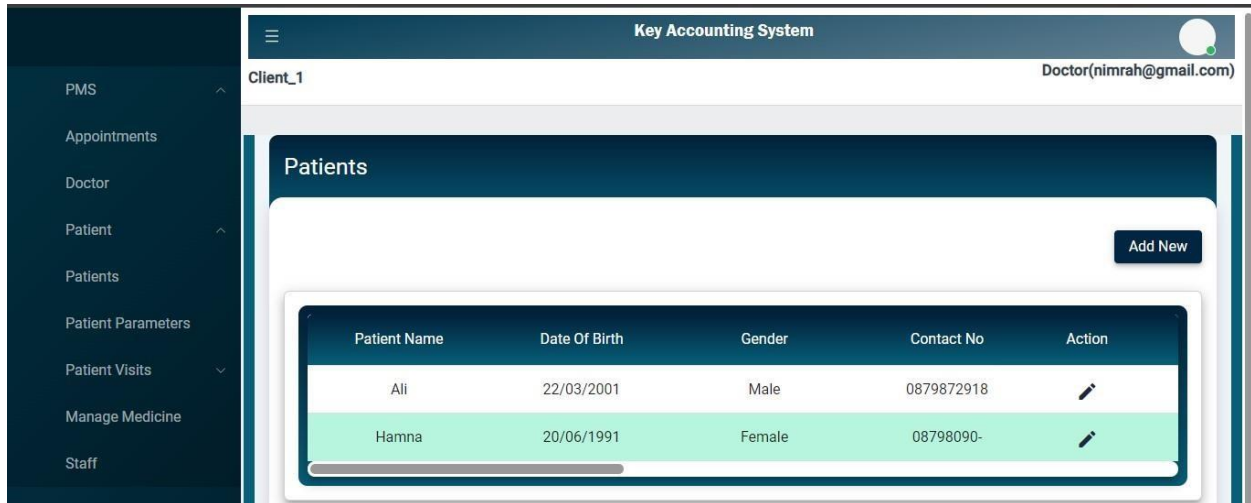 Key Accounting System
Client_1
Doctor(nimrah@gmail.com)
PMS
Appointments
Doctor
Patient
Patients
Patient Parameters
Patient Visits
Manage Medicine
Staff
Patients
Add New
Patient Name Date Of Birth Gender Contact No Action
Ali 22/03/2001 Male 0879872918
Hamna 20/06/1991 Female 08798090-